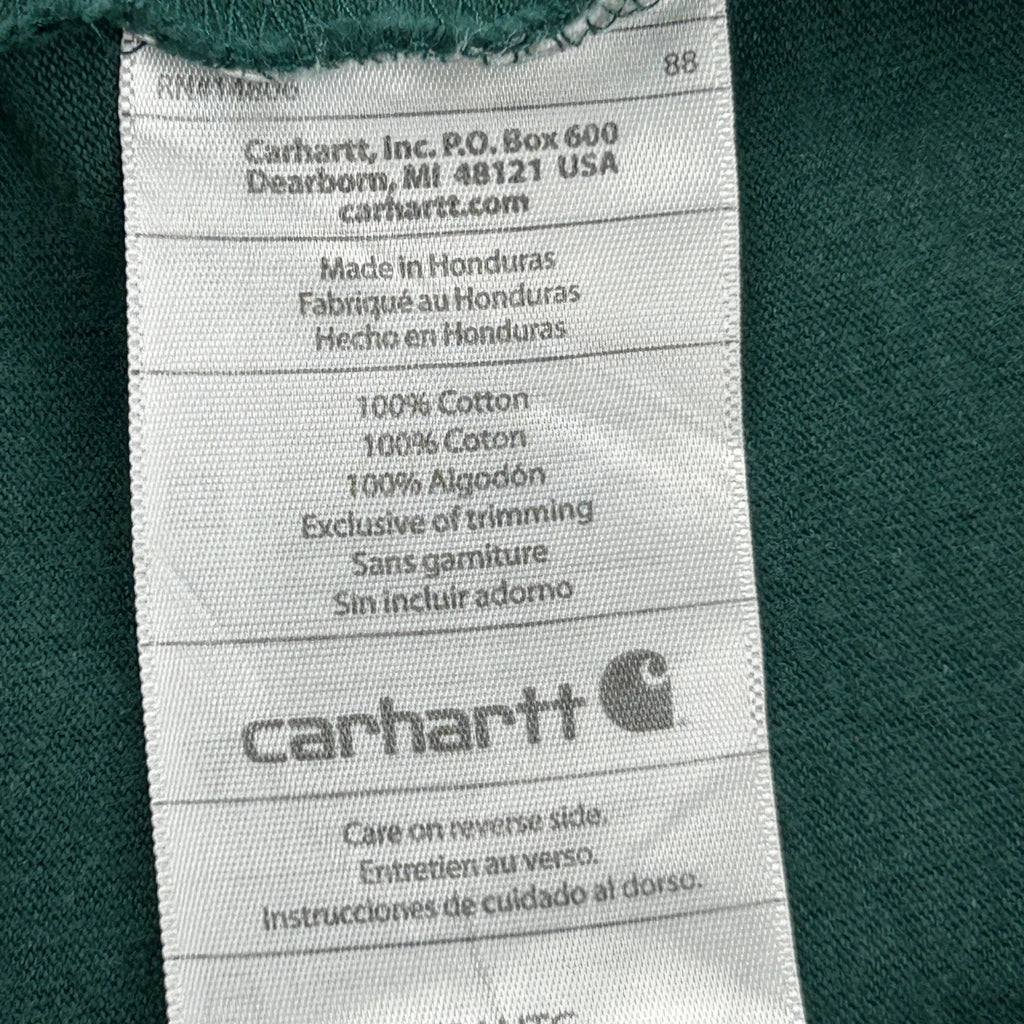 88
Carhartt, Inc. P.O. Box 600
Dearborn, MI 48121 USA
carhartt.com
Made in Honduras
Fabriqué au Honduras
Hecho en Honduras
100% Cotton
100% Coton
100% Algodón
Exclusive of trimming
Sans garniture
Sin incluir adorno
carhartt
Care on reverse side.
Entretien au verso.
Instrucciones de cuidado al dorso.